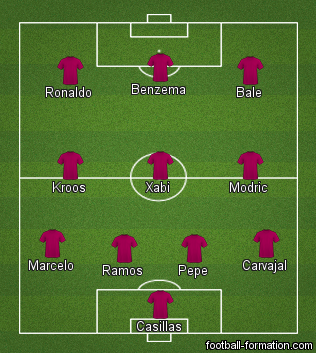 Ronaldo Benzema Bale
Kroos Xabi Modric
Marcelo Ramos Pepe Carvajal
Casillas
football-formation.com